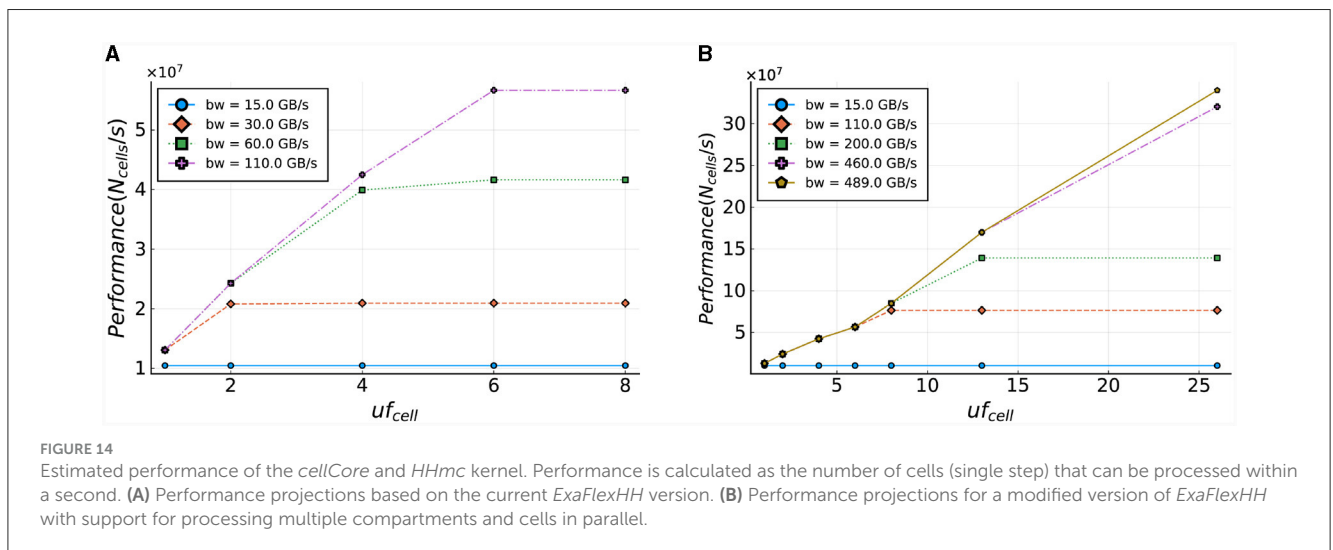 A
×10⁷
Performance(N_cells/s)
5
4
3
2
1
bw = 15.0 GB/s
bw = 30.0 GB/s
bw = 60.0 GB/s
bw = 110.0 GB/s
2 4 6 8
uf_cell
B
×10⁷
Performance(N_cells/s)
30
25
20
15
10
5
bw = 15.0 GB/s
bw = 110.0 GB/s
bw = 200.0 GB/s
bw = 460.0 GB/s
bw = 489.0 GB/s
5 10 15 20 25
uf_cell
FIGURE 14
Estimated performance of the cellCore and HHmc kernel. Performance is calculated as the number of cells (single step) that can be processed within
a second. (A) Performance projections based on the current ExaFlexHH version. (B) Performance projections for a modified version of ExaFlexHH
with support for processing multiple compartments and cells in parallel.